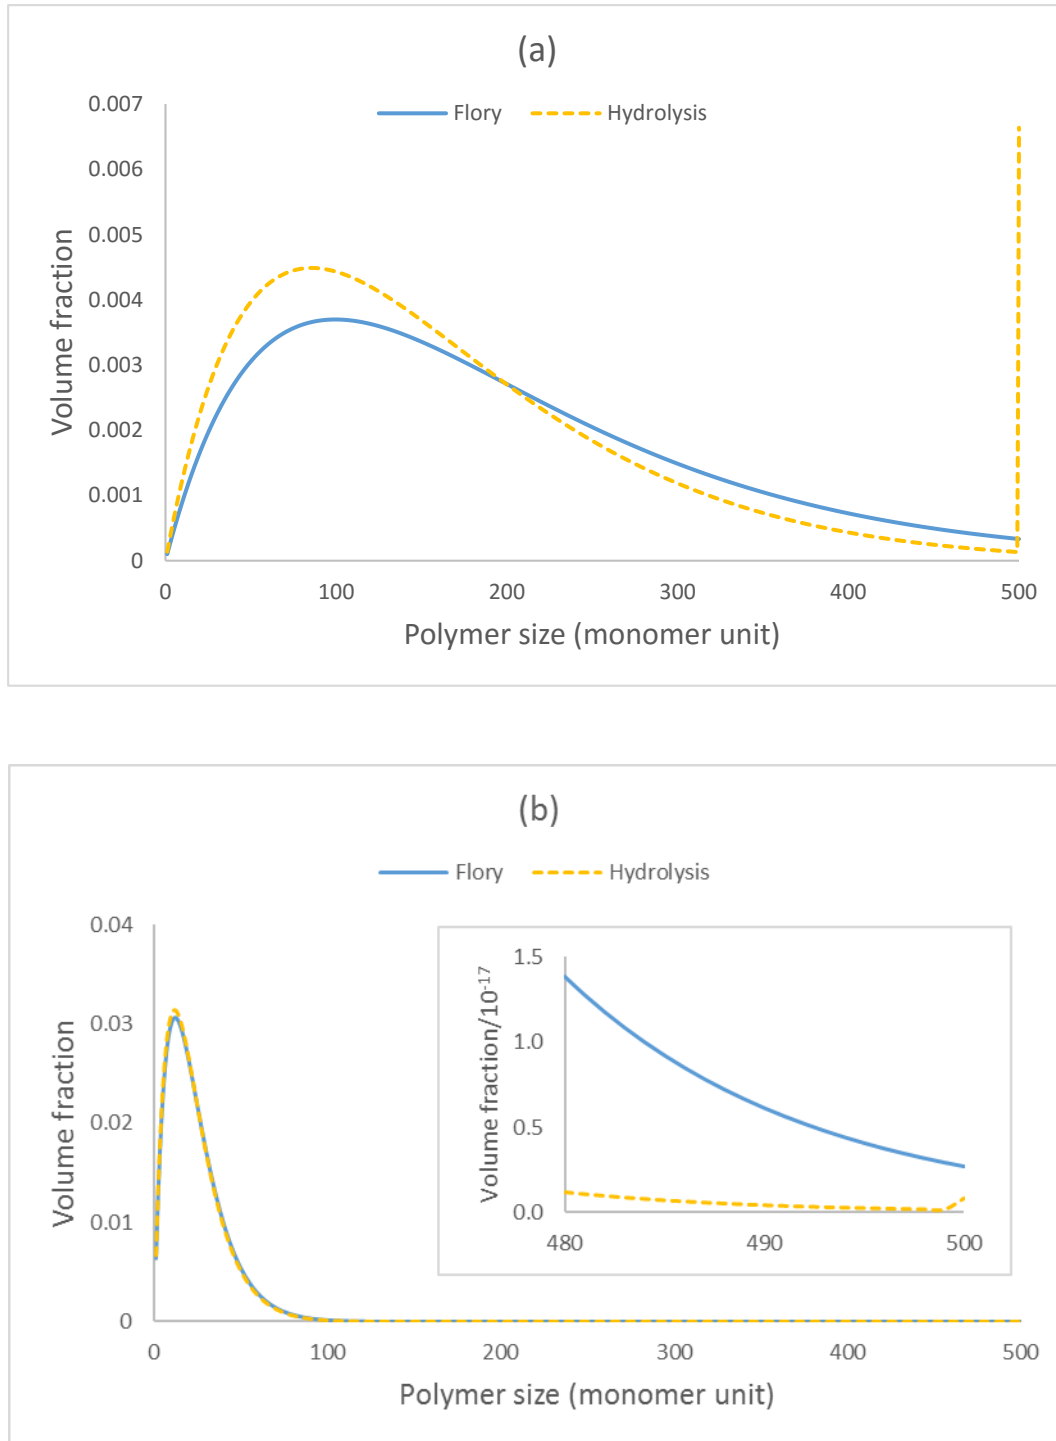 (a)
Flory Hydrolysis
0.007
0.006
0.005
0.004
0.003
0.002
0.001
0
Volume fraction
0 100 200 300 400 500
Polymer size (monomer unit)
(b)
Flory Hydrolysis
0.04
0.03
0.02
0.01
0
Volume fraction
1.5
1.0
0.5
0.0
Volume fraction/10⁻¹⁷
480 490 500
0 100 200 300 400 500
Polymer size (monomer unit)